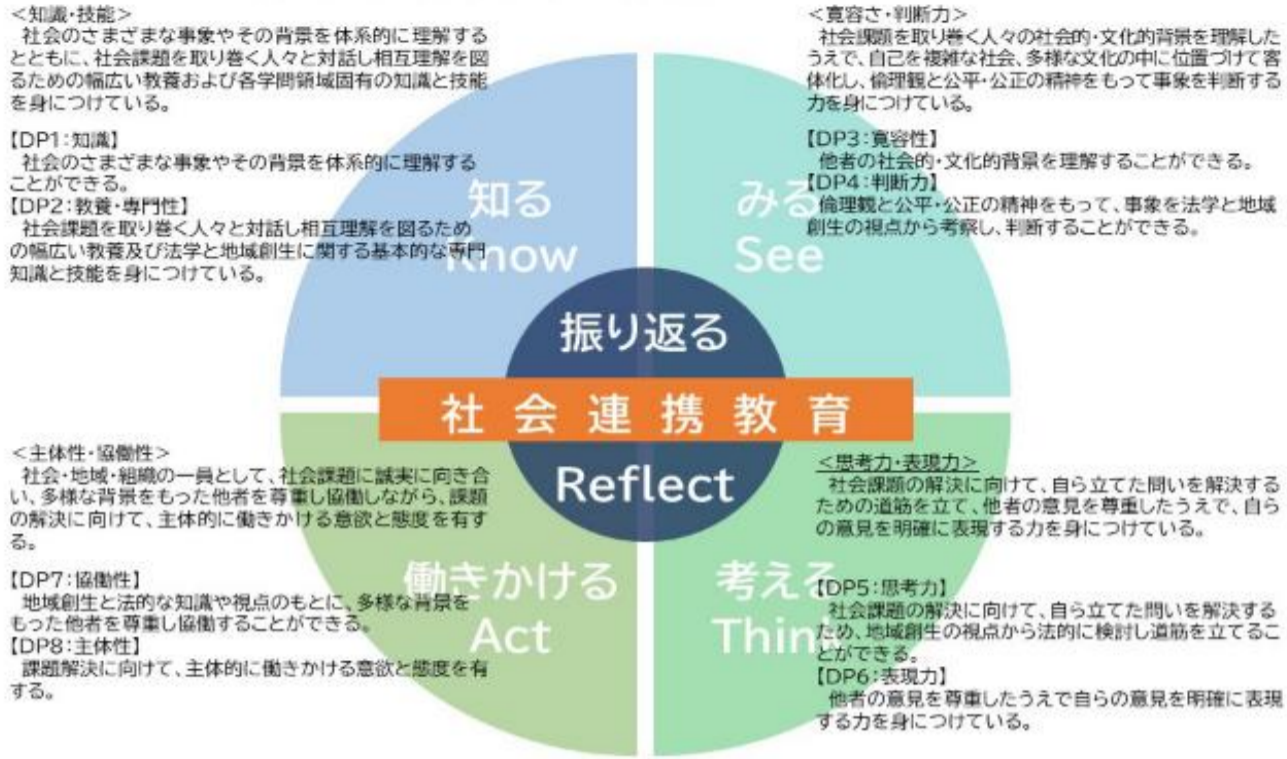 <知識・技能>
社会のさまざまな事象やその背景を体系的に理解する
とともに、社会課題を取り巻く人々と対話し相互理解を図
るための幅広い教養および各学問領域固有の知識と技能
を身につけている。
【DP1:知識】
社会のさまざまな事象やその背景を体系的に理解する
ことができる。
【DP2:教養・専門性】
社会課題を取り巻く人々と対話し相互理解を図るため
の幅広い教養及び法学と地域創生に関する基本的な専門
知識と技能を身につけている。
知る
Know
<寛容さ・判断力>
社会課題を取り巻く人々の社会的・文化的背景を理解した
うえで、自己を複雑な社会、多様な文化の中に位置づけて客
体化し、倫理観と公平・公正の精神をもって事象を判断する
力を身につけている。
【DP3:寛容性】
他者の社会的・文化的背景を理解することができる。
【DP4:判断力】
倫理観と公平・公正の精神をもって、事象を法学と地域
創生の視点から考察し、判断することができる。
みる
See
振り返る
社会連携教育
Reflect
<主体性・協働性>
社会・地域・組織の一員として、社会課題に誠実に向き合
い、多様な背景をもった他者を尊重し協働しながら、課題
の解決に向けて、主体的に働きかける意欲と態度を有す
る。
【DP7:協働性】
地域創生と法的な知識や視点のもとに、多様な背景を
もった他者を尊重し協働することができる。
【DP8:主体性】
課題解決に向けて、主体的に働きかける意欲と態度を有
する。
働きかける
Act
<思考力・表現力>
社会課題の解決に向けて、自ら立てた問いを解決する
ための道筋を立て、他者の意見を尊重したうえで、自ら
の意見を明確に表現する力を身につけている。
【DP5:思考力】
社会課題の解決に向けて、自ら立てた問いを解決する
ため、地域創生の視点から法的に検討し道筋を立てるこ
とができる。
【DP6:表現力】
他者の意見を尊重したうえで自らの意見を明確に表現
する力を身につけている。
考える
Think